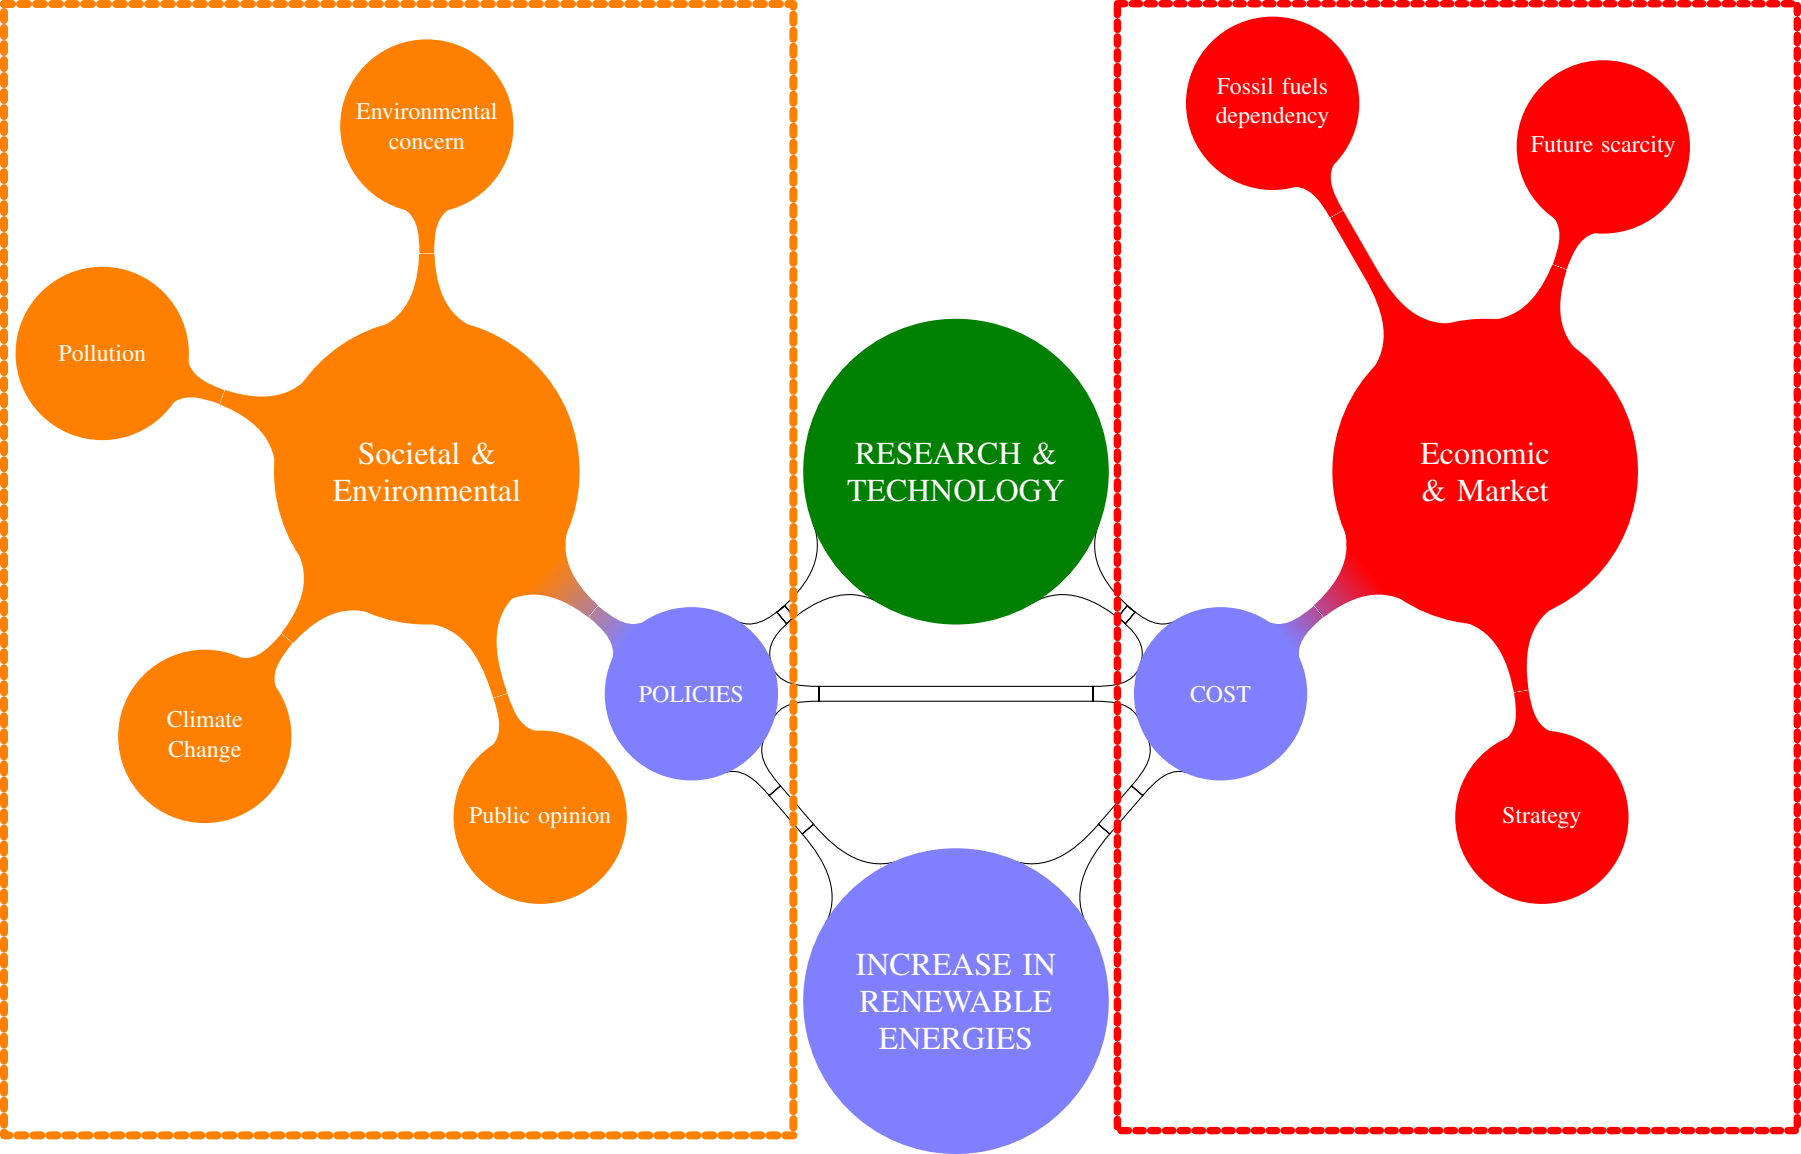 Environmental
concern
Pollution
Societal &
Environmental
Climate
Change
Public opinion
POLICIES
RESEARCH &
TECHNOLOGY
INCREASE IN
RENEWABLE
ENERGIES
COST
Fossil fuels
dependency
Future scarcity
Economic
& Market
Strategy